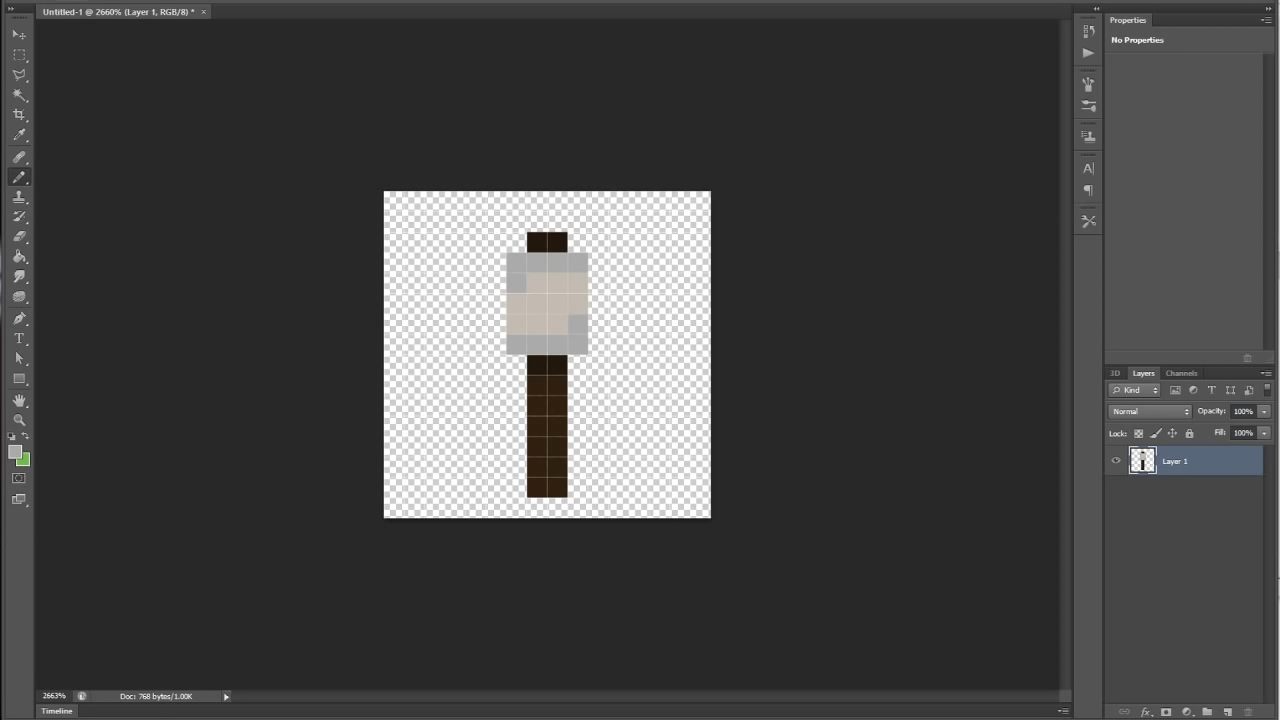 Untitled-1 @ 2660% (Layer 1, RGB/8) * ×
Properties
No Properties
3D Layers Channels
Kind
Normal Opacity: 100%
Lock: Fill: 100%
Layer 1
2663% Doc: 768 bytes/1.00K
Timeline